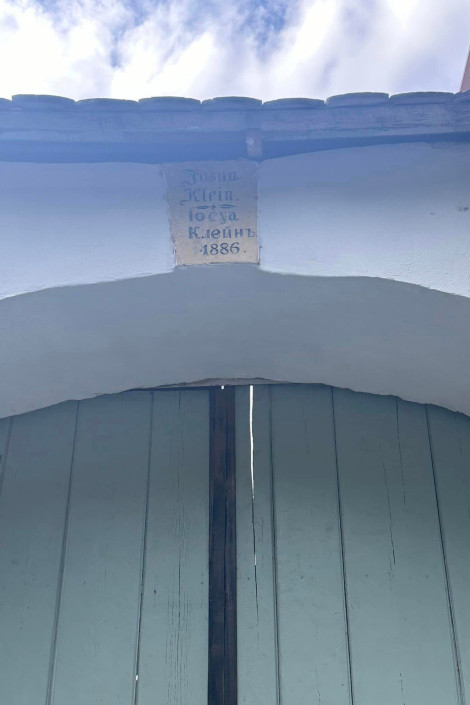 Josua
Klein.
Іосуа
Клейнъ
1886.